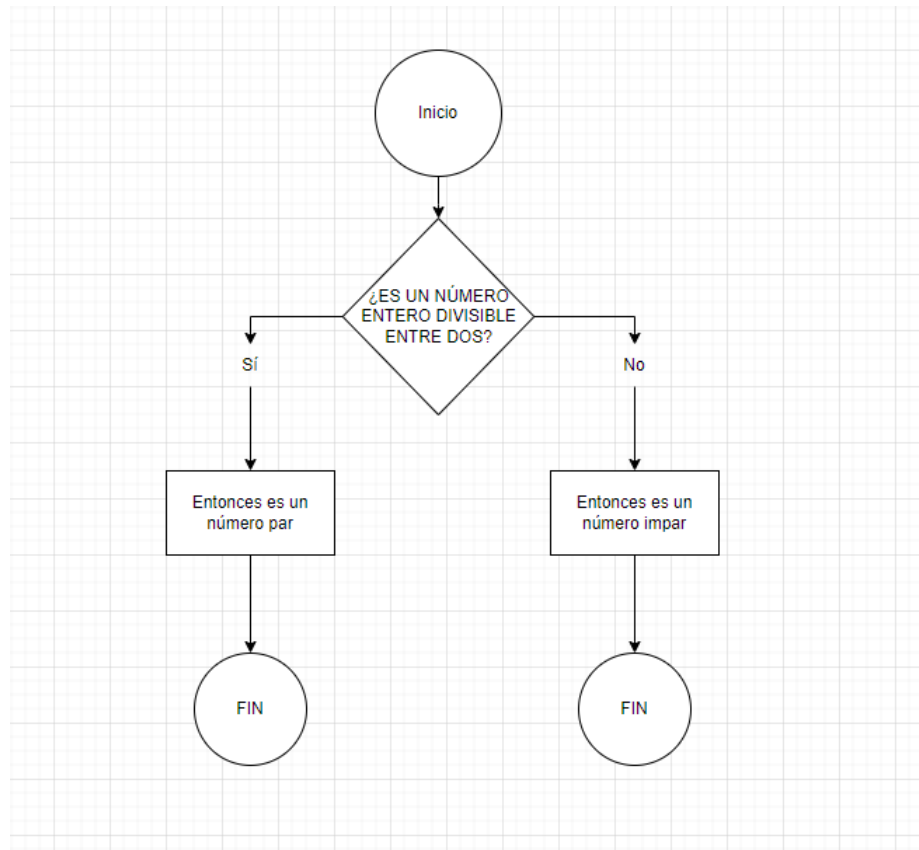 Inicio
¿ES UN NÚMERO
ENTERO DIVISIBLE
ENTRE DOS?
Sí
No
Entonces es un
número par
Entonces es un
número impar
FIN
FIN